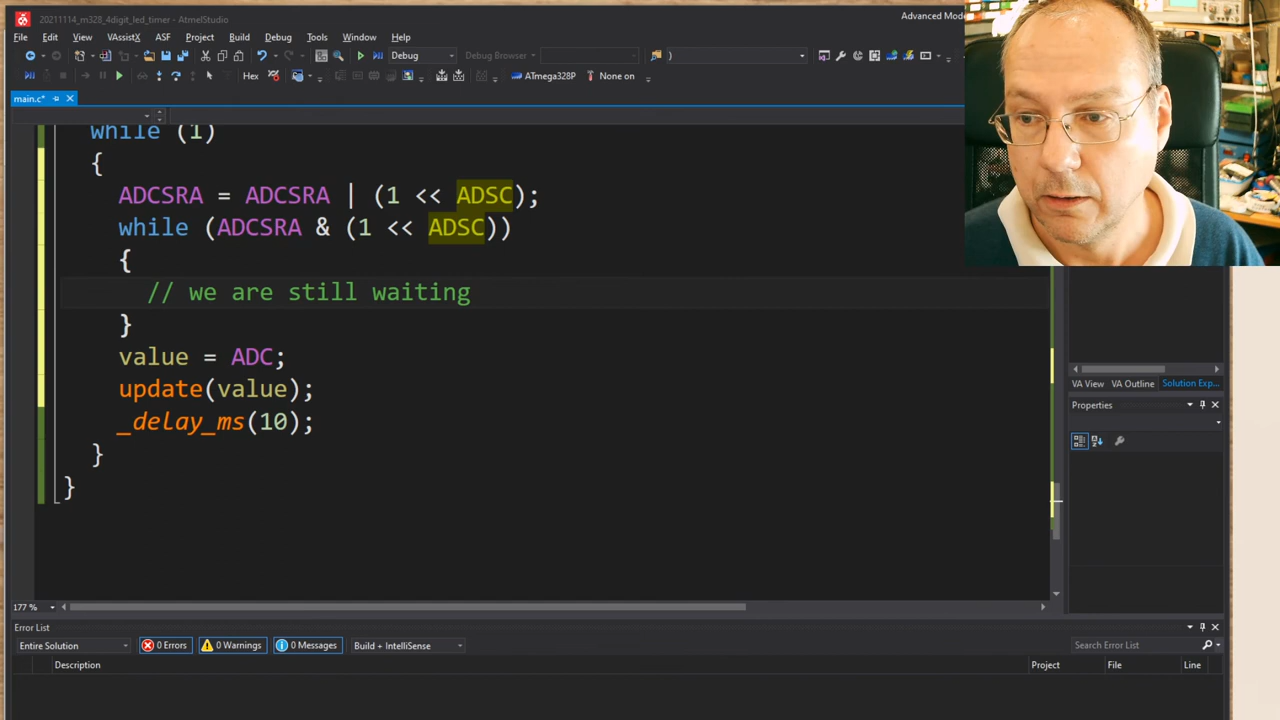 20211114_m328_4digit_led_timer - AtmelStudio
Advanced Mode
File Edit View VAssistX ASF Project Build Debug Tools Window Help
Debug Debug Browser )
Hex ATmega328P None on
main.c*
while (1)
{
ADCSRA = ADCSRA | (1 << ADSC);
while (ADCSRA & (1 << ADSC))
{
// we are still waiting
}
value = ADC;
update(value);
_delay_ms(10);
}
}
VA View VA Outline Solution Exp...
Properties
177 %
Error List
Entire Solution 0 Errors 0 Warnings 0 Messages Build + IntelliSense Search Error List
Description Project File Line